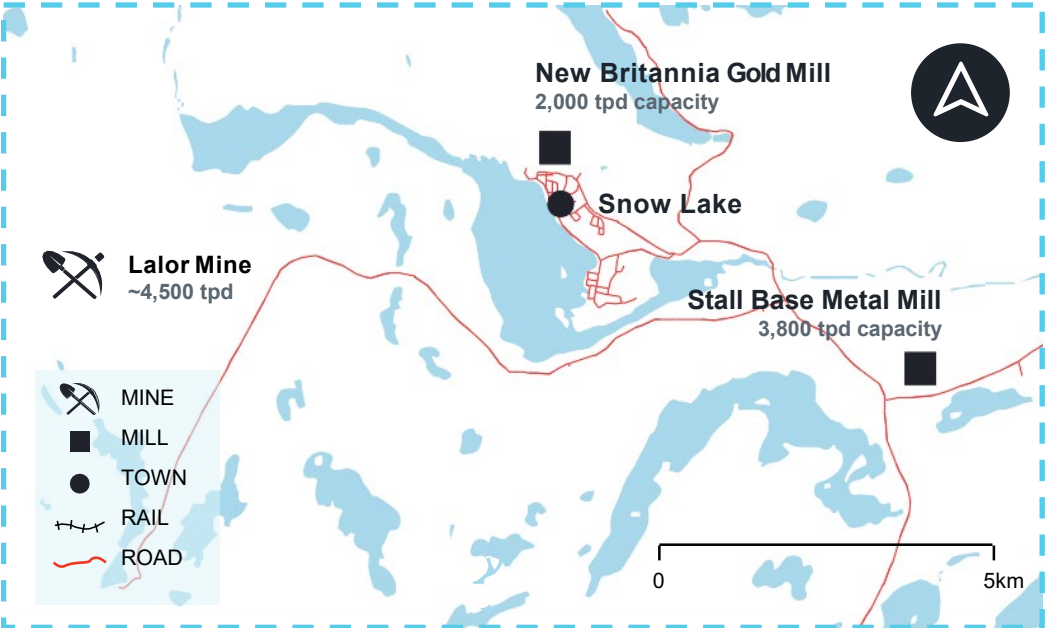 New Britannia Gold Mill
2,000 tpd capacity
Snow Lake
Lalor Mine
~4,500 tpd
Stall Base Metal Mill
3,800 tpd capacity
MINE
MILL
TOWN
RAIL
ROAD
0 5km